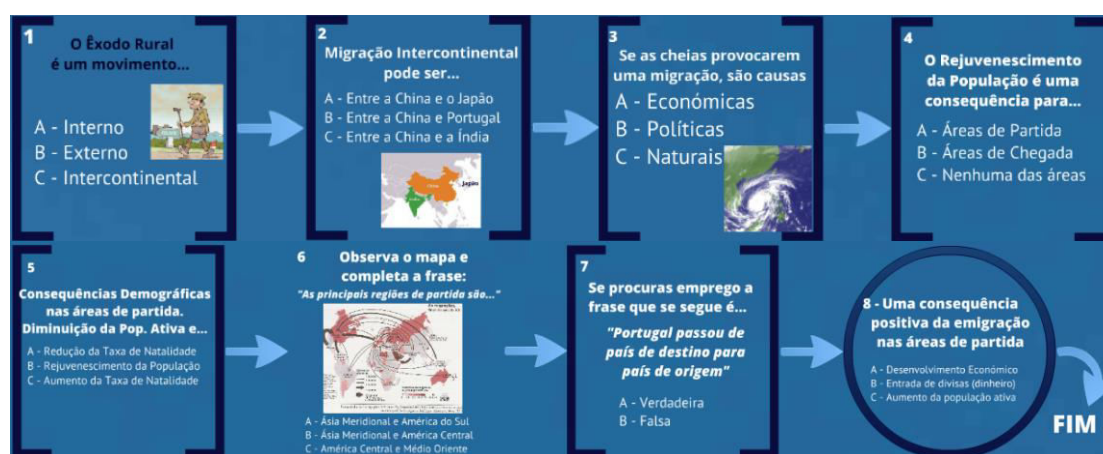 1
O Êxodo Rural
é um movimento...
A - Interno
B - Externo
C - Intercontinental
2
Migração Intercontinental
pode ser...
A - Entre a China e o Japão
B - Entre a China e Portugal
C - Entre a China e a Índia
China
Japão
Índia
3
Se as cheias provocarem
uma migração, são causas
A - Económicas
B - Políticas
C - Naturais
4
O Rejuvenescimento
da População é uma
consequência para...
A - Áreas de Partida
B - Áreas de Chegada
C - Nenhuma das áreas
5
Consequências Demográficas
nas áreas de partida.
Diminuição da Pop. Ativa e...
A - Redução da Taxa de Natalidade
B - Rejuvenescimento da População
C - Aumento da Taxa de Natalidade
6
Observa o mapa e
completa a frase:
"As principais regiões de partida são..."
A - Ásia Meridional e América do Sul
B - Ásia Meridional e América Central
C - América Central e Médio Oriente
7
Se procuras emprego a
frase que se segue é...
"Portugal passou de
país de destino para
país de origem"
A - Verdadeira
B - Falsa
8 - Uma consequência
positiva da emigração
nas áreas de partida
A - Desenvolvimento Económico
B - Entrada de divisas (dinheiro)
C - Aumento da população ativa
FIM